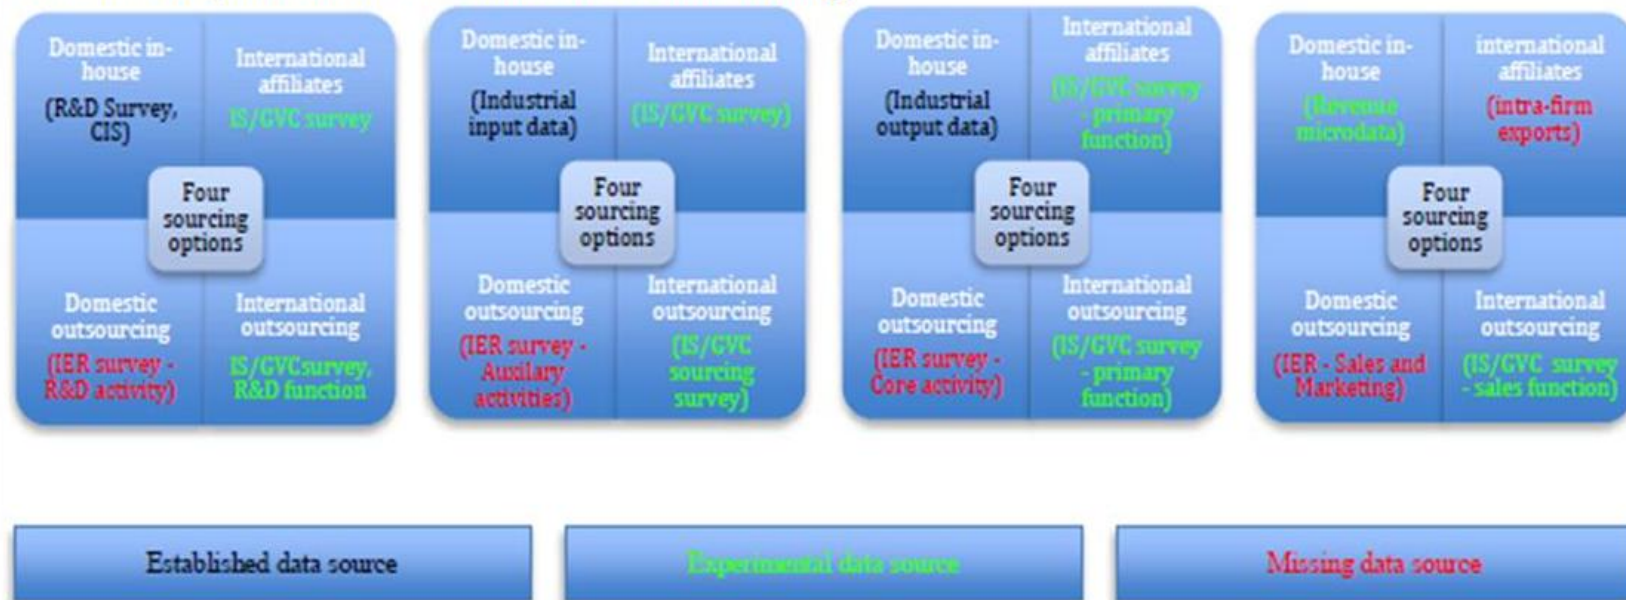 Domestic in-
house
(R&D Survey,
CIS)
International
affiliates
IS/GVC survey
Four
sourcing
options
Domestic
outsourcing
(IER survey -
R&D activity)
International
outsourcing
IS/GVCsurvey,
R&D function
Domestic in-
house
(Industrial
input data)
International
affiliates
(IS/GVC survey)
Four
sourcing
options
Domestic
outsourcing
(IER survey -
Auxilary
activities)
International
outsourcing
(IS/GVC
sourcing
survey)
Domestic in-
house
(Industrial
output data)
International
affiliates
(IS/GVC survey
- primary
function)
Four
sourcing
options
Domestic
outsourcing
(IER survey -
Core activity)
International
outsourcing
(IS/GVC survey
- primary
function)
Domestic in-
house
(Revenue
microdata)
international
affiliates
(intra-firm
exports)
Four
sourcing
options
Domestic
outsourcing
(IER - Sales and
Marketing)
International
outsourcing
(IS/GVC survey
- sales function)
Established data source
Experimental data source
Missing data source